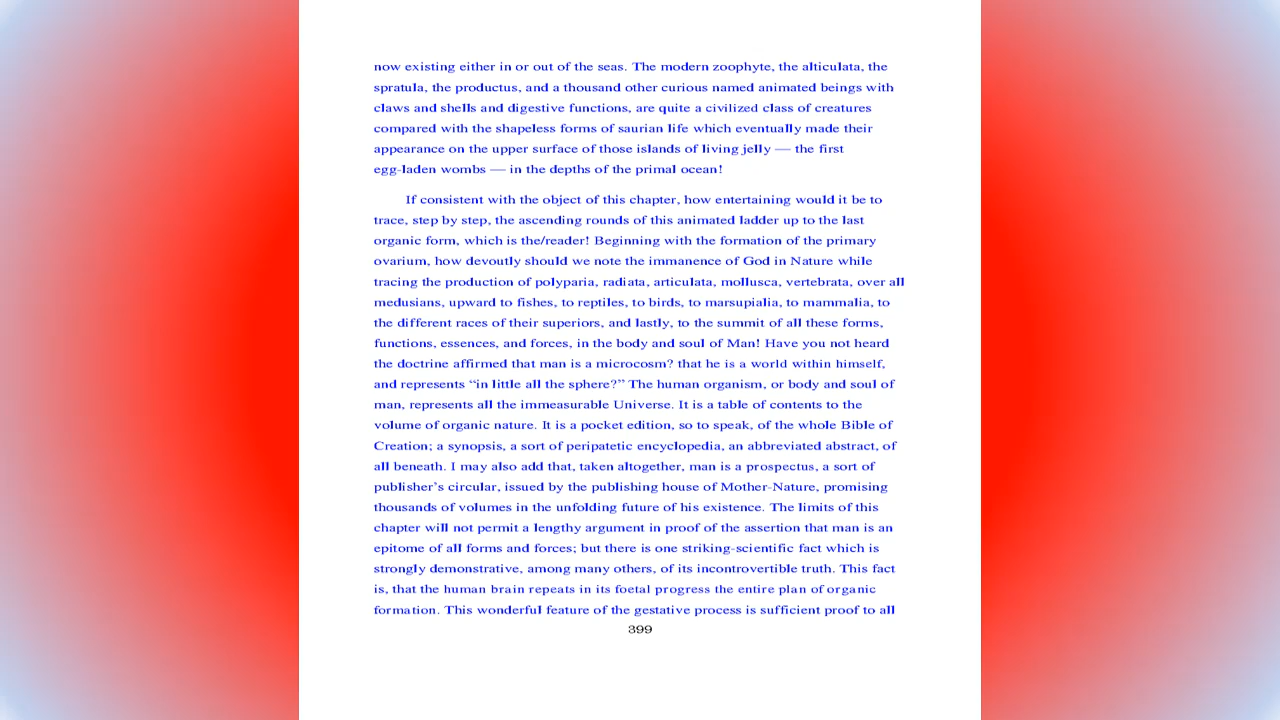 now existing either in or out of the seas. The modern zoophyte, the alticulata, the
spratula, the productus, and a thousand other curious named animated beings with
claws and shells and digestive functions, are quite a civilized class of creatures
compared with the shapeless forms of saurian life which eventually made their
appearance on the upper surface of those islands of living jelly — the first
egg-laden wombs — in the depths of the primal ocean!
If consistent with the object of this chapter, how entertaining would it be to
trace, step by step, the ascending rounds of this animated ladder up to the last
organic form, which is the/reader! Beginning with the formation of the primary
ovarium, how devoutly should we note the immanence of God in Nature while
tracing the production of polyparia, radiata, articulata, mollusca, vertebrata, over all
medusians, upward to fishes, to reptiles, to birds, to marsupialia, to mammalia, to
the different races of their superiors, and lastly, to the summit of all these forms,
functions, essences, and forces, in the body and soul of Man! Have you not heard
the doctrine affirmed that man is a microcosm? that he is a world within himself,
and represents “in little all the sphere?” The human organism, or body and soul of
man, represents all the immeasurable Universe. It is a table of contents to the
volume of organic nature. It is a pocket edition, so to speak, of the whole Bible of
Creation; a synopsis, a sort of peripatetic encyclopedia, an abbreviated abstract, of
all beneath. I may also add that, taken altogether, man is a prospectus, a sort of
publisher’s circular, issued by the publishing house of Mother-Nature, promising
thousands of volumes in the unfolding future of his existence. The limits of this
chapter will not permit a lengthy argument in proof of the assertion that man is an
epitome of all forms and forces; but there is one striking-scientific fact which is
strongly demonstrative, among many others, of its incontrovertible truth. This fact
is, that the human brain repeats in its foetal progress the entire plan of organic
formation. This wonderful feature of the gestative process is sufficient proof to all
399